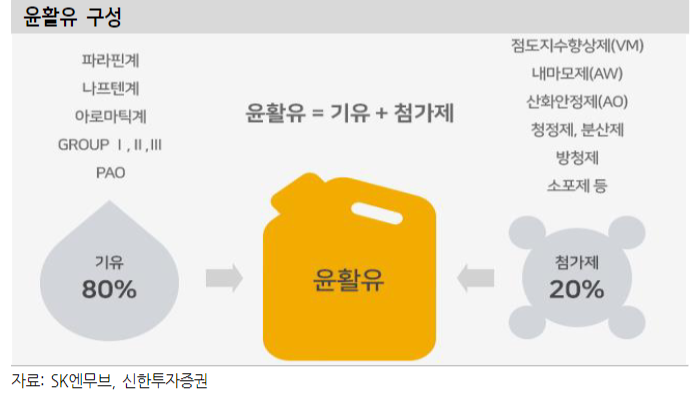 윤활유 구성
파라핀계
나프텐계
아로마틱계
GROUP Ⅰ,Ⅱ,Ⅲ
PAO
기유
80%
윤활유 = 기유 + 첨가제
윤활유
점도지수향상제(VM)
내마모제(AW)
산화안정제(AO)
청정제, 분산제
방청제
소포제 등
첨가제
20%
자료: SK엔무브, 신한투자증권